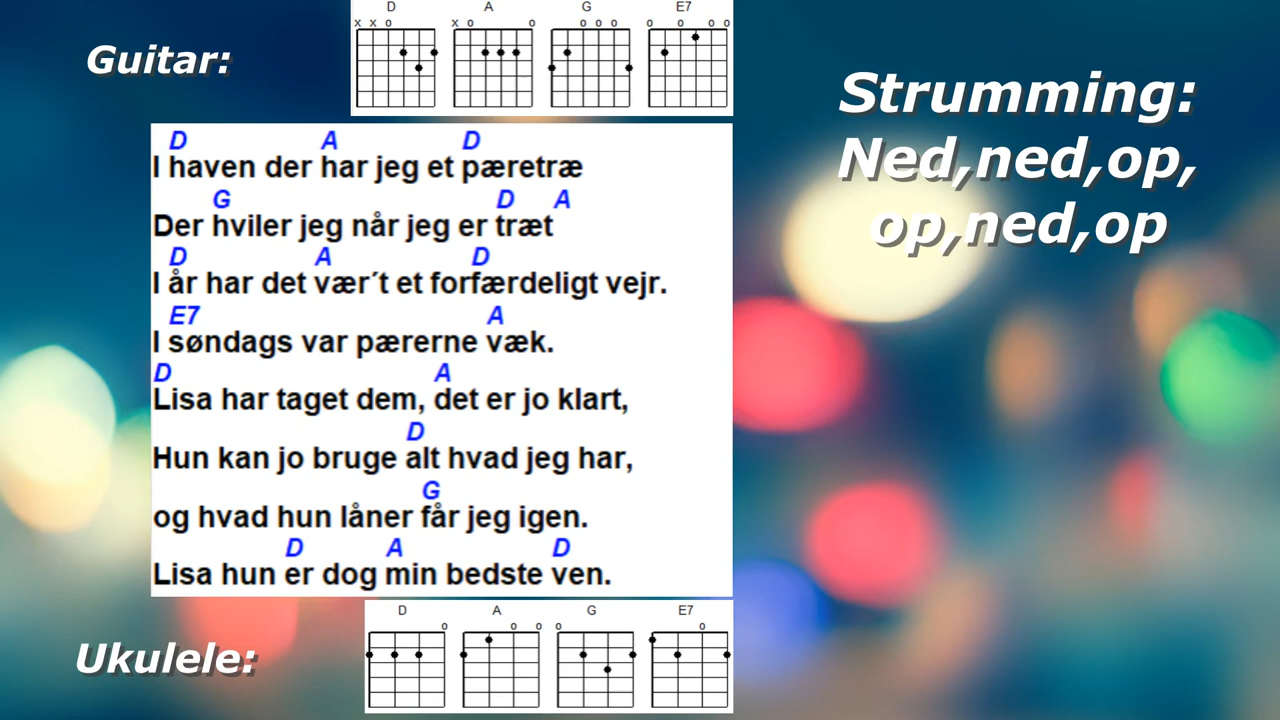 Guitar:
D A G E7
x x o x o o o o o o o o o
Strumming:
Ned,ned,op,
op,ned,op
D A D
I haven der har jeg et pæretræ
G D A
Der hviler jeg når jeg er træt
D A D
I år har det vær´t et forfærdeligt vejr.
E7 A
I søndags var pærerne væk.
D A
Lisa har taget dem, det er jo klart,
D
Hun kan jo bruge alt hvad jeg har,
G
og hvad hun låner får jeg igen.
D A D
Lisa hun er dog min bedste ven.
Ukulele:
D A G E7
o o o o o